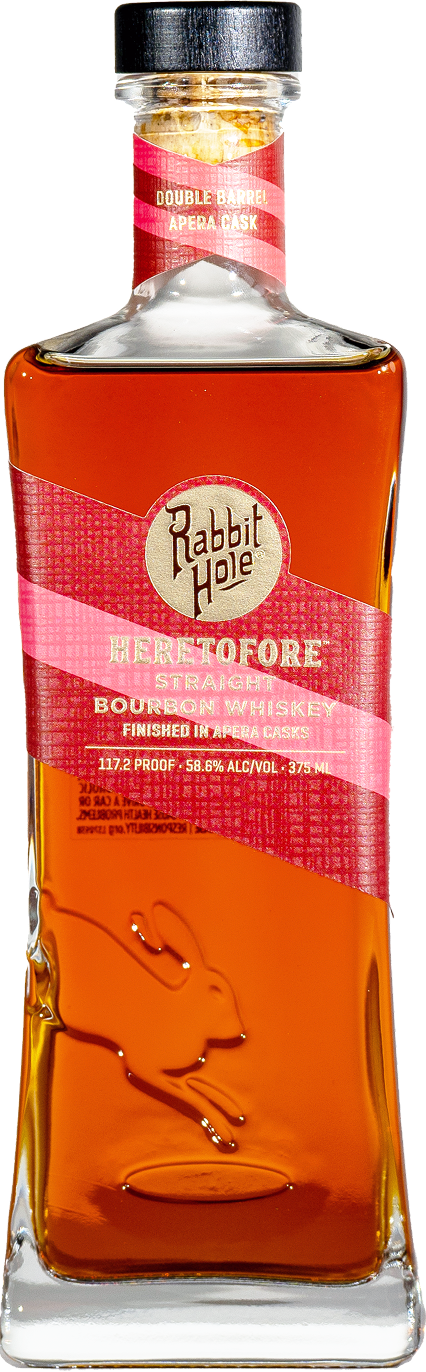 DOUBLE BARREL
APERA CASK
Rabbit
Hole®
HERETOFORE™
STRAIGHT
BOURBON WHISKEY
FINISHED IN APERA CASKS
117.2 PROOF · 58.6% ALC/VOL · 375 ML